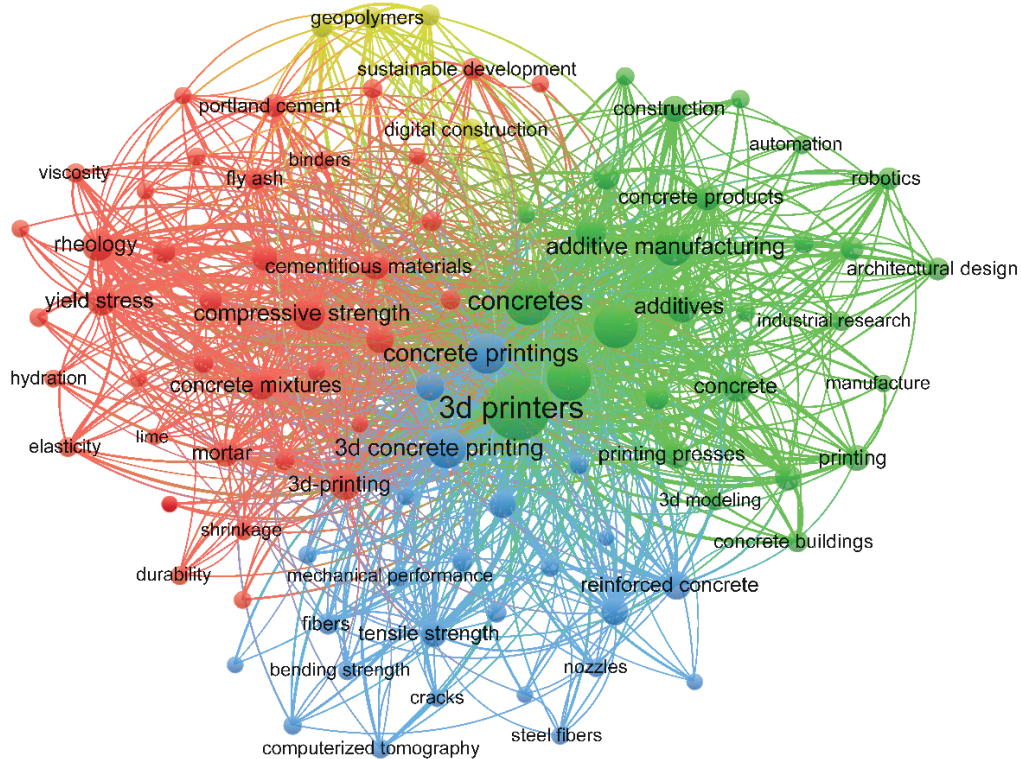 geopolymers
sustainable development
portland cement
construction
digital construction
automation
binders
viscosity
fly ash
robotics
concrete products
rheology
additive manufacturing
cementitious materials
architectural design
yield stress
concretes
additives
compressive strength
industrial research
concrete printings
hydration
concrete mixtures
concrete
manufacture
3d printers
lime
elasticity
mortar
3d concrete printing
printing presses
printing
3d-printing
3d modeling
shrinkage
concrete buildings
durability
mechanical performance
reinforced concrete
fibers
tensile strength
bending strength
nozzles
cracks
steel fibers
computerized tomography